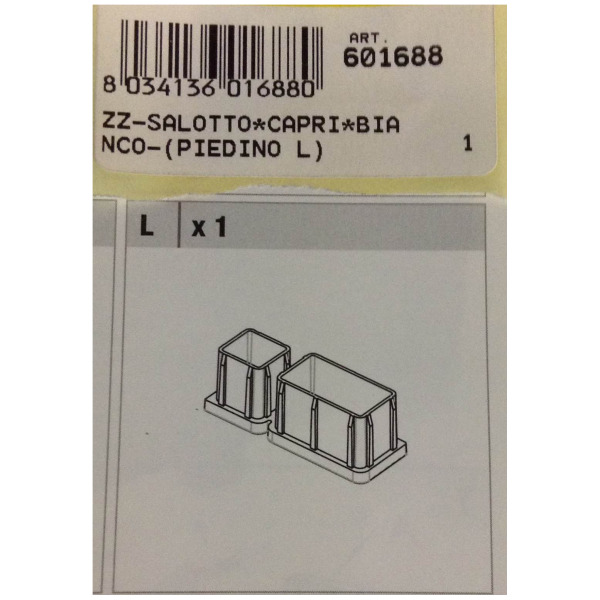 ART.
601688
8 034136 016880
ZZ-SALOTTO*CAPRI*BIA
NCO-(PIEDINO L) 1
L x 1